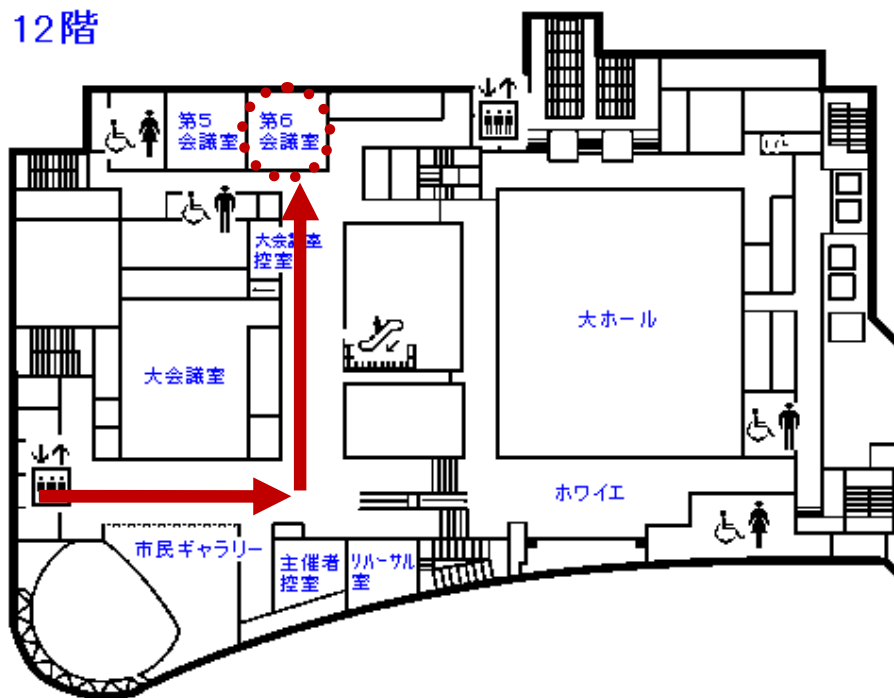 12階
第5
会議室
第6
会議室
大会議室
控室
大会議室
大ホール
ホワイエ
市民ギャラリー
主催者
控室
リハーサル
室